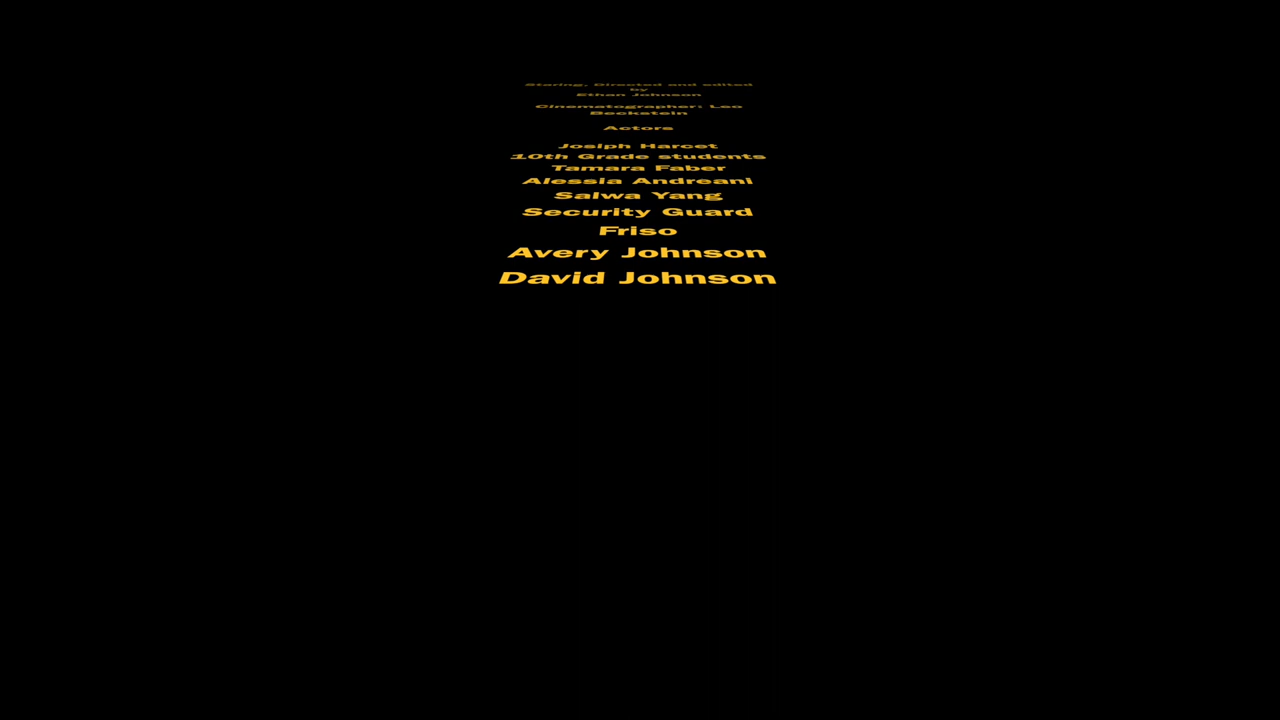 Staring, Directed and edited
by
Ethan Johnson
Cinematographer: Leo
Beckstein
Actors
Josiph Harcet
10th Grade students
Tamara Faber
Alessia Andreani
Salwa Yang
Security Guard
Friso
Avery Johnson
David Johnson